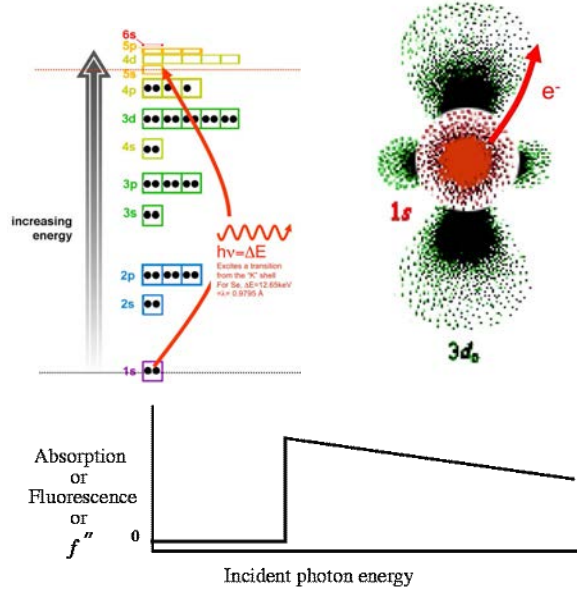 6s
5p
4d
5s
4p
3d
4s
3p
3s
increasing
energy
2p
2s
1s
hν=ΔE
Excites a transition
from the "K" shell
For Se, ΔE=12.65keV
=λ= 0.9795 Å
e-
1s
3d₀
Absorption
or
Fluorescence
or
f″
0
Incident photon energy